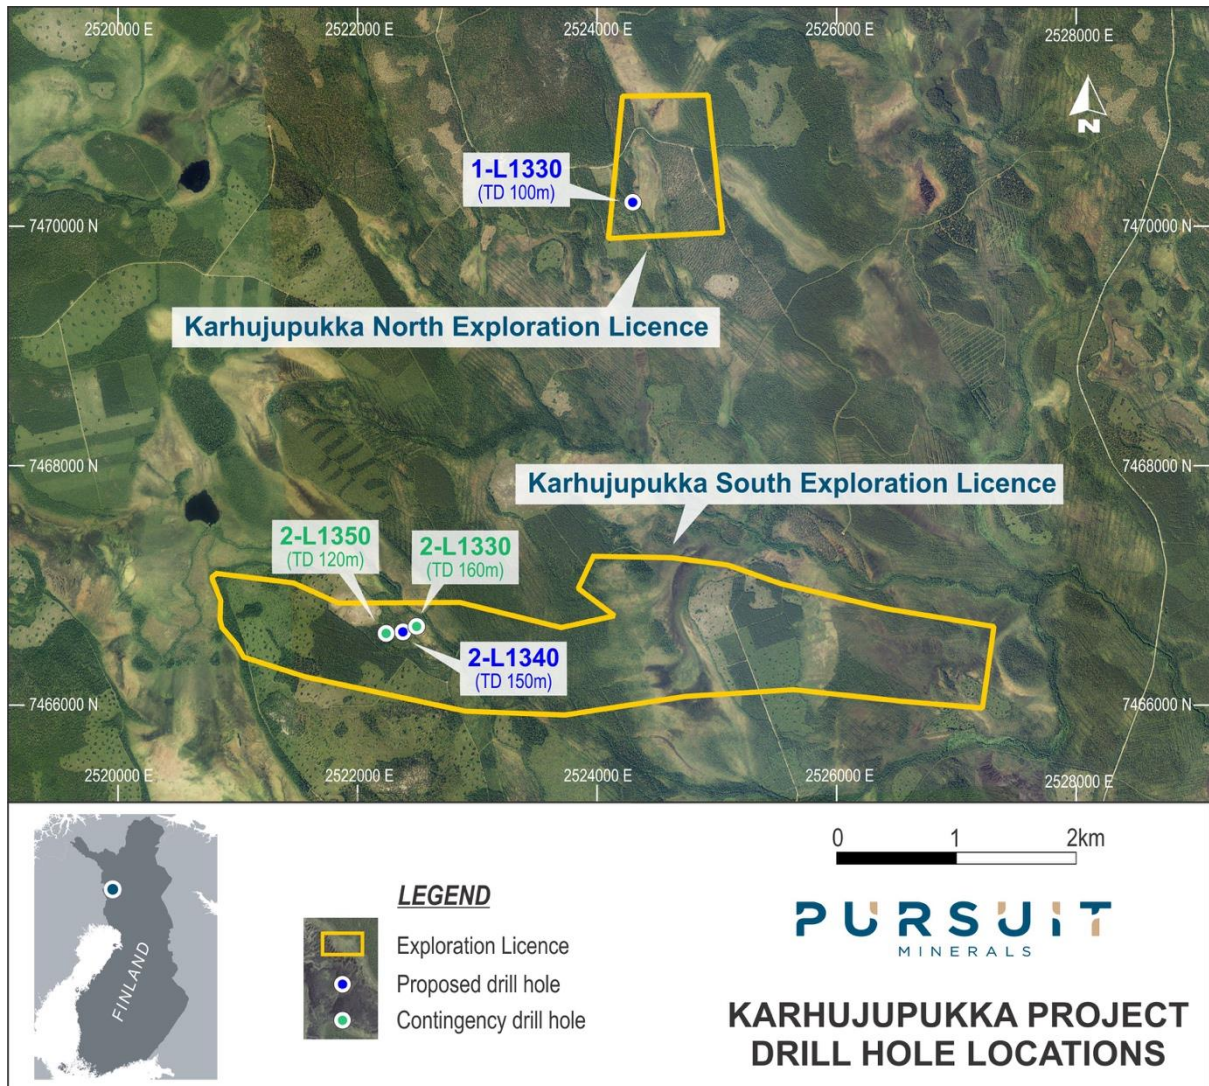 2520000 E
2522000 E
2524000 E
2526000 E
2528000 E
N
1-L1330
(TD 100m)
7470000 N
7470000 N
Karhujupukka North Exploration Licence
7468000 N
7468000 N
Karhujupukka South Exploration Licence
2-L1350
(TD 120m)
2-L1330
(TD 160m)
2-L1340
(TD 150m)
7466000 N
7466000 N
2520000 E
2522000 E
2524000 E
2526000 E
2528000 E
FINLAND
LEGEND
Exploration Licence
Proposed drill hole
Contingency drill hole
0 1 2km
PURSUIT
MINERALS
KARHUJUPUKKA PROJECT
DRILL HOLE LOCATIONS